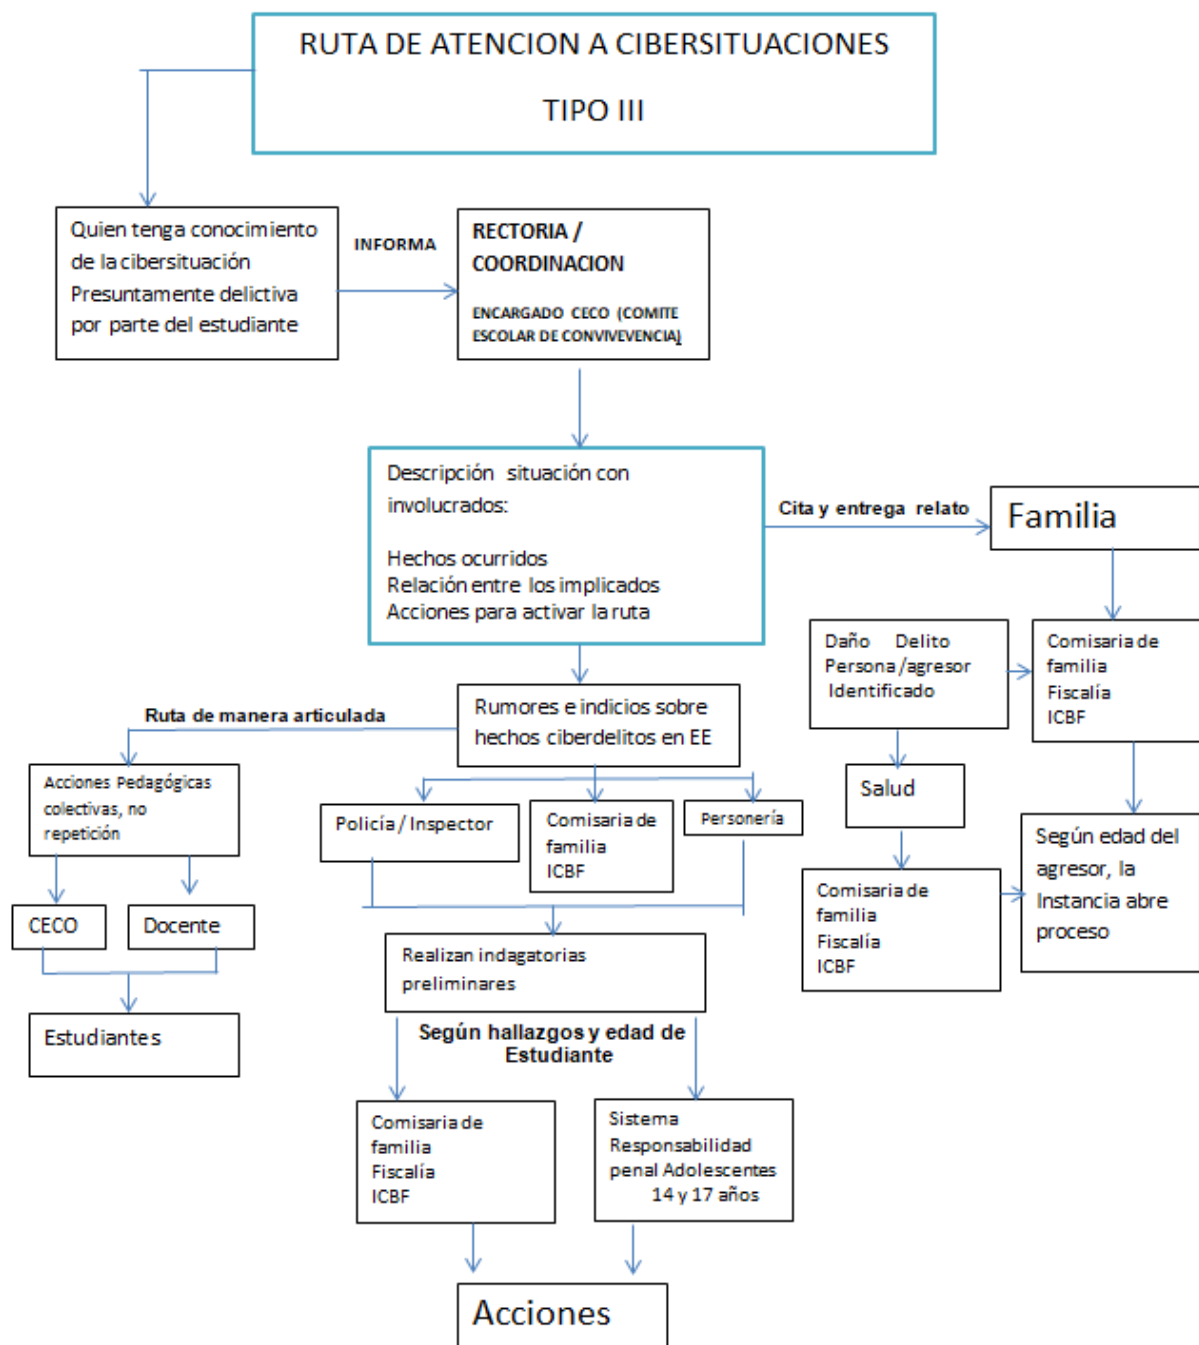 RUTA DE ATENCION A CIBERSITUACIONES
TIPO III
Quien tenga conocimiento
de la cibersituación
Presuntamente delictiva
por parte del estudiante
INFORMA
RECTORIA /
COORDINACION
ENCARGADO CECO (COMITE
ESCOLAR DE CONVIVEVENCIA)
Descripción situación con
involucrados:
Hechos ocurridos
Relación entre los implicados
Acciones para activar la ruta
Cita y entrega relato
Familia
Daño Delito
Persona/agresor
Identificado
Comisaria de
familia
Fiscalía
ICBF
Rumores e indicios sobre
hechos ciberdelitos en EE
Ruta de manera articulada
Acciones Pedagógicas
colectivas, no
repetición
Policía / Inspector
Comisaria de
familia
ICBF
Personería
Salud
Según edad del
agresor, la
Instancia abre
proceso
Comisaria de
familia
Fiscalía
ICBF
CECO
Docente
Estudiantes
Realizan indagatorias
preliminares
Según hallazgos y edad de
Estudiante
Comisaria de
familia
Fiscalía
ICBF
Sistema
Responsabilidad
penal Adolescentes
14 y 17 años
Acciones